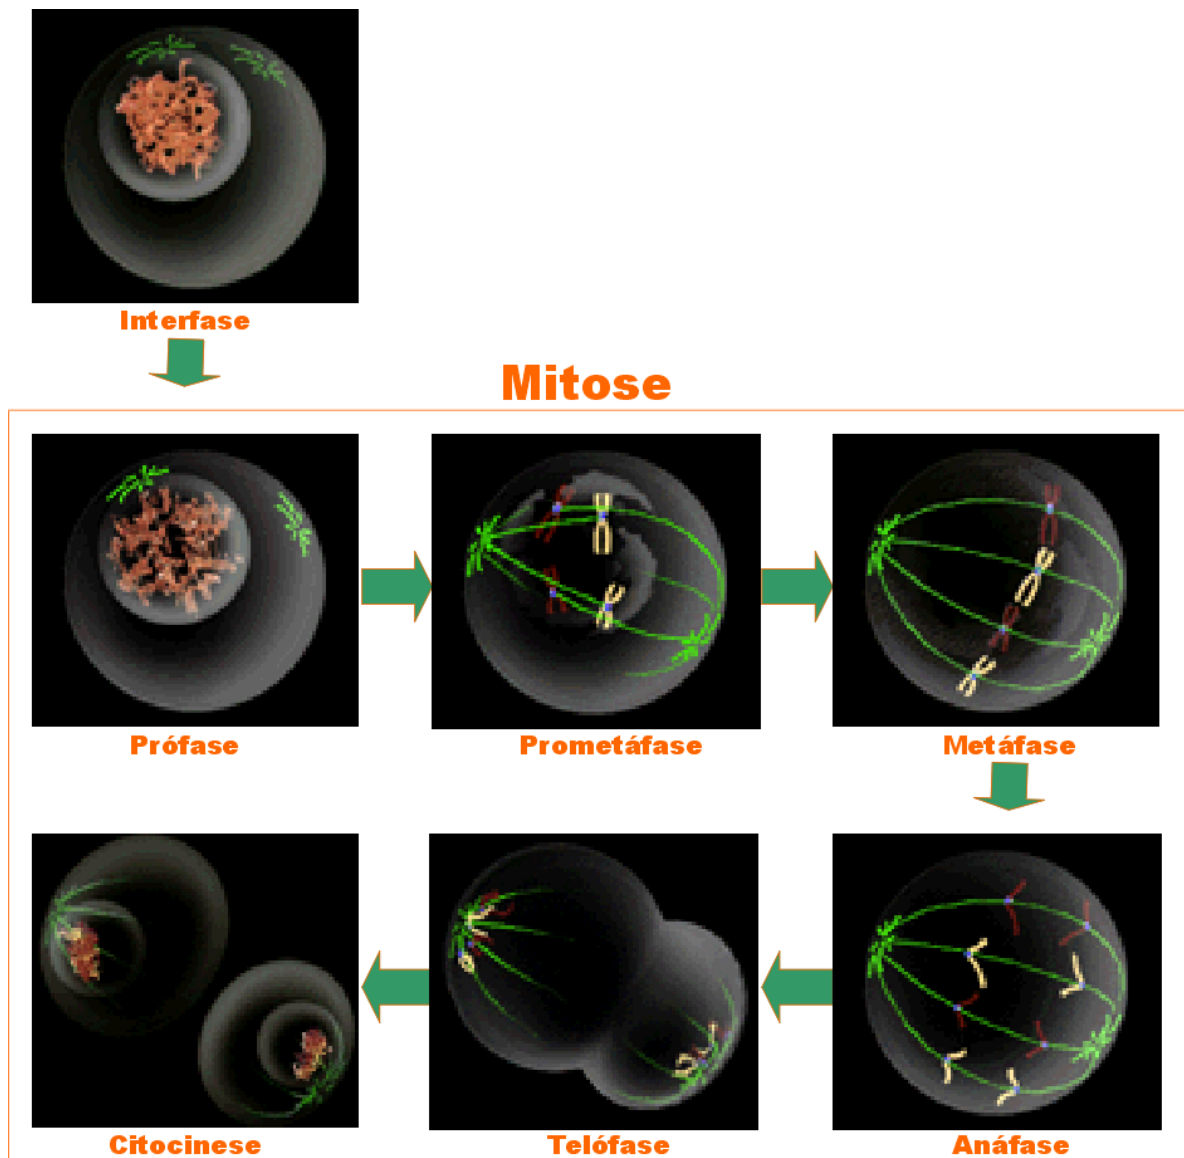 Interfase
Mitose
Prófase
Prometáfase
Metáfase
Citocinese
Telófase
Anáfase